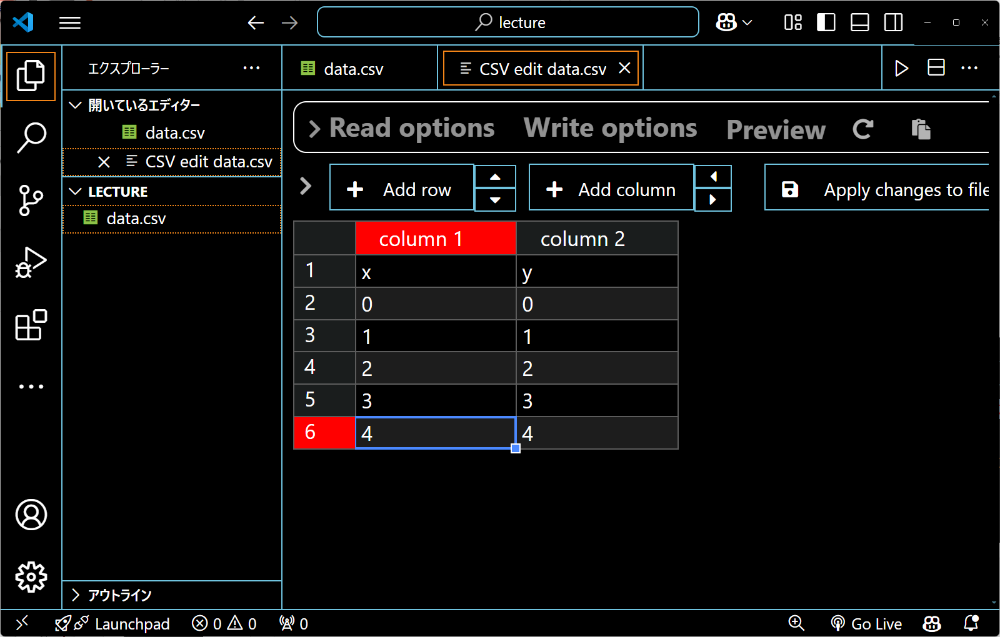 lecture
エクスプローラー
data.csv
CSV edit data.csv
開いているエディター
data.csv
CSV edit data.csv
LECTURE
data.csv
Read options Write options Preview
Add row Add column Apply changes to file
column 1 column 2
1 x y
2 0 0
3 1 1
4 2 2
5 3 3
6 4 4
アウトライン
Launchpad 0 0 0 Go Live